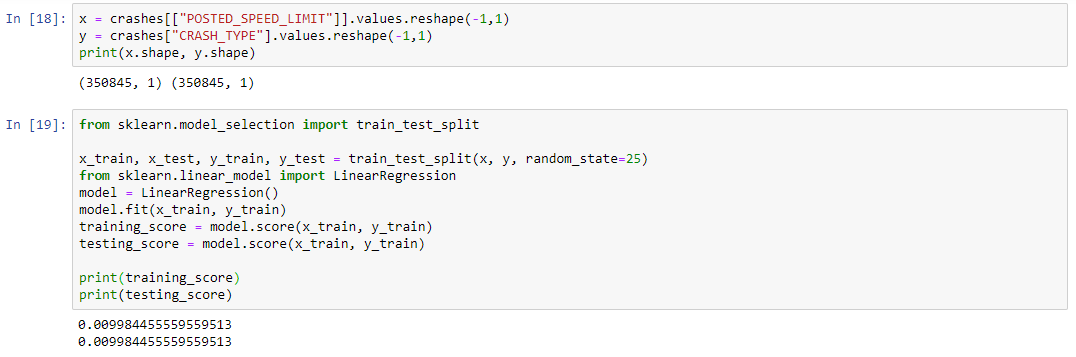 In [18]: x = crashes[["POSTED_SPEED_LIMIT"]].values.reshape(-1,1)
y = crashes["CRASH_TYPE"].values.reshape(-1,1)
print(x.shape, y.shape)
(350845, 1) (350845, 1)
In [19]: from sklearn.model_selection import train_test_split
x_train, x_test, y_train, y_test = train_test_split(x, y, random_state=25)
from sklearn.linear_model import LinearRegression
model = LinearRegression()
model.fit(x_train, y_train)
training_score = model.score(x_train, y_train)
testing_score = model.score(x_train, y_train)
print(training_score)
print(testing_score)
0.009984455559559513
0.009984455559559513